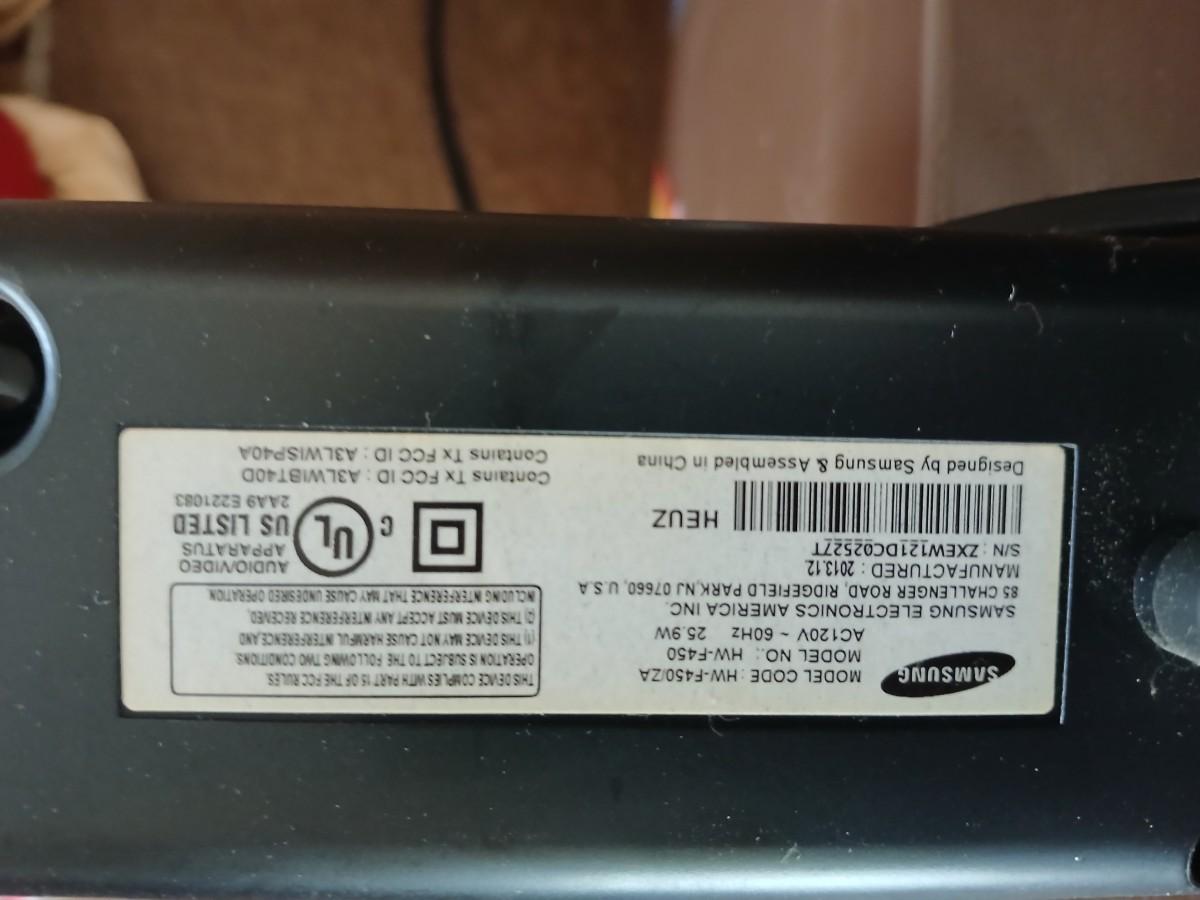 SAMSUNG
MODEL CODE : HW-F450/ZA
MODEL NO.: HW-F450
AC120V ~ 60Hz 25.9W
SAMSUNG ELECTRONICS AMERICA INC.
85 CHALLENGER ROAD, RIDGEFIELD PARK,NJ 07660, U.S.A
MANUFACTURED : 2013.12
S/N : ZXEW121DC02527T
HEUZ
Designed by Samsung & Assembled in China
THIS DEVICE COMPLIES WITH PART 15 OF THE FCC RULES.
OPERATION IS SUBJECT TO THE FOLLOWING TWO CONDITIONS:
(1) THIS DEVICE MAY NOT CAUSE HARMFUL INTERFERENCE,AND
(2) THIS DEVICE MUST ACCEPT ANY INTERFERENCE RECEIVED,
INCLUDING INTERFERENCE THAT MAY CAUSE UNDESIRED OPERATION.
C UL US LISTED
AUDIO/VIDEO
APPARATUS
2AA9 E221083
Contains Tx FCC ID : A3LWIBT40D
Contains Tx FCC ID : A3LWISP40A